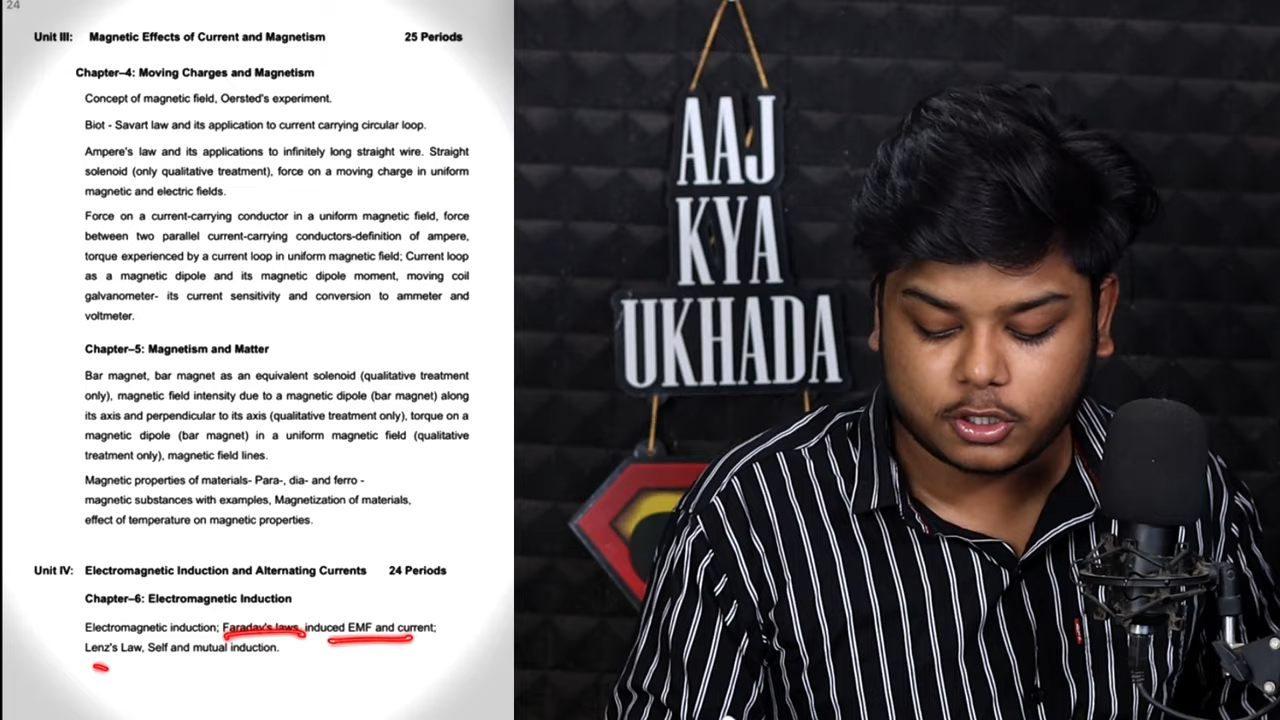 24
Unit III: Magnetic Effects of Current and Magnetism 25 Periods
Chapter–4: Moving Charges and Magnetism
Concept of magnetic field, Oersted's experiment.
Biot - Savart law and its application to current carrying circular loop.
Ampere's law and its applications to infinitely long straight wire. Straight
solenoid (only qualitative treatment), force on a moving charge in uniform
magnetic and electric fields.
Force on a current-carrying conductor in a uniform magnetic field, force
between two parallel current-carrying conductors-definition of ampere,
torque experienced by a current loop in uniform magnetic field; Current loop
as a magnetic dipole and its magnetic dipole moment, moving coil
galvanometer- its current sensitivity and conversion to ammeter and
voltmeter.
Chapter–5: Magnetism and Matter
Bar magnet, bar magnet as an equivalent solenoid (qualitative treatment
only), magnetic field intensity due to a magnetic dipole (bar magnet) along
its axis and perpendicular to its axis (qualitative treatment only), torque on a
magnetic dipole (bar magnet) in a uniform magnetic field (qualitative
treatment only), magnetic field lines.
Magnetic properties of materials- Para-, dia- and ferro -
magnetic substances with examples, Magnetization of materials,
effect of temperature on magnetic properties.
Unit IV: Electromagnetic Induction and Alternating Currents 24 Periods
Chapter–6: Electromagnetic Induction
Electromagnetic induction; Faraday's laws, induced EMF and current;
Lenz's Law, Self and mutual induction.
AAJ
KYA
UKHADA